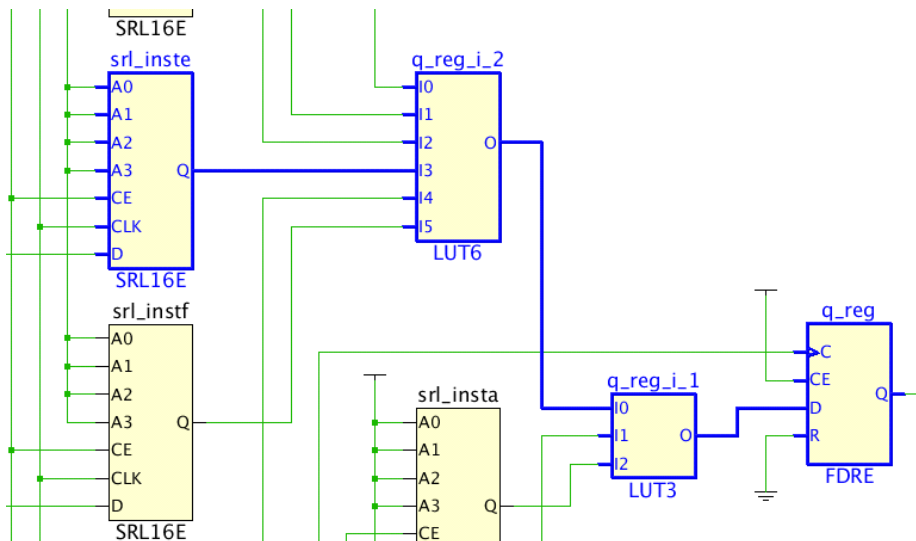 SRL16E
srl_inste
A0
A1
A2
A3
CE
CLK
D
Q
SRL16E
q_reg_i_2
I0
I1
I2
I3
I4
I5
O
LUT6
srl_instf
A0
A1
A2
A3
CE
CLK
D
Q
SRL16E
srl_insta
A0
A1
A2
A3
CE
Q
q_reg_i_1
I0
I1
I2
O
LUT3
q_reg
C
CE
D
R
Q
FDRE